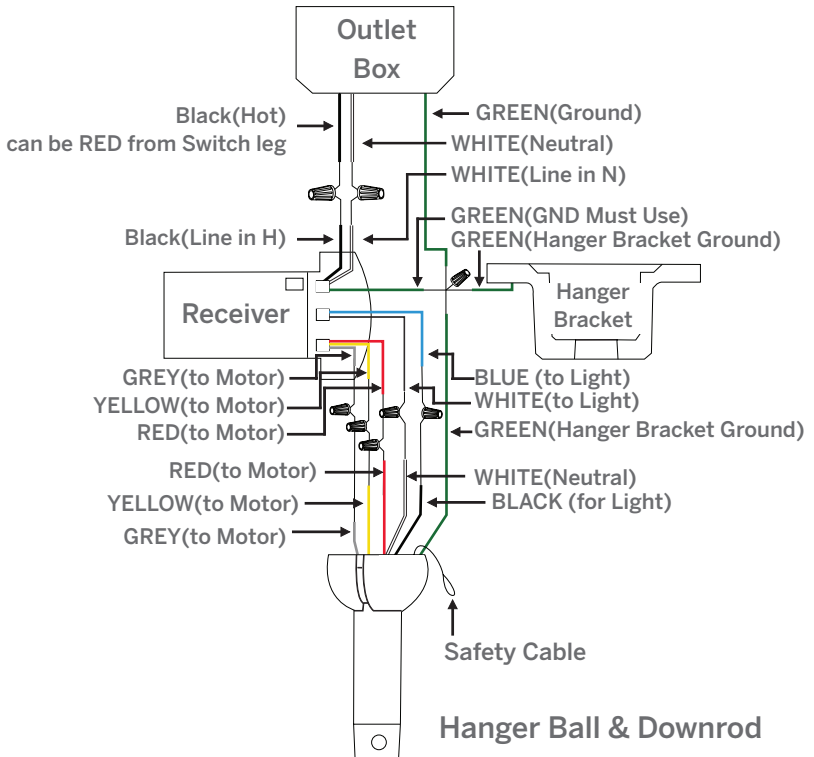 Outlet
Box
Black(Hot)
can be RED from Switch leg
GREEN(Ground)
WHITE(Neutral)
WHITE(Line in N)
GREEN(GND Must Use)
Black(Line in H)
GREEN(Hanger Bracket Ground)
Receiver
Hanger
Bracket
GREY(to Motor)
YELLOW(to Motor)
RED(to Motor)
BLUE (to Light)
WHITE(to Light)
GREEN(Hanger Bracket Ground)
RED(to Motor)
YELLOW(to Motor)
GREY(to Motor)
WHITE(Neutral)
BLACK (for Light)
Safety Cable
Hanger Ball & Downrod